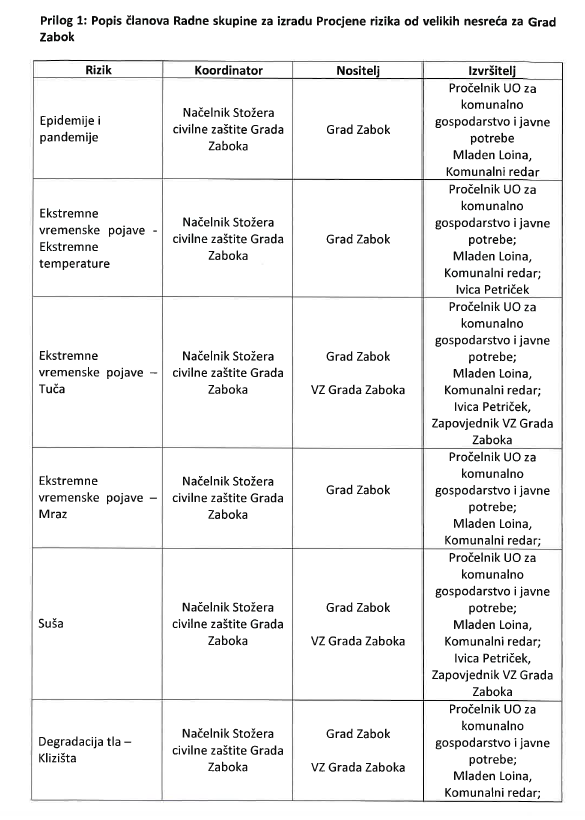 Prilog 1: Popis članova Radne skupine za izradu Procjene rizika od velikih nesreća za Grad
Zabok
Rizik
Koordinator
Nositelj
Izvršitelj
Epidemije i
pandemije
Načelnik Stožera
civilne zaštite Grada
Zaboka
Grad Zabok
Pročelnik UO za
komunalno
gospodarstvo i javne
potrebe
Mladen Loina,
Komunalni redar
Ekstremne
vremenske pojave -
Ekstremne
temperature
Načelnik Stožera
civilne zaštite Grada
Zaboka
Grad Zabok
Pročelnik UO za
komunalno
gospodarstvo i javne
potrebe;
Mladen Loina,
Komunalni redar;
Ivica Petriček
Ekstremne
vremenske pojave –
Tuča
Načelnik Stožera
civilne zaštite Grada
Zaboka
Grad Zabok
VZ Grada Zaboka
Pročelnik UO za
komunalno
gospodarstvo i javne
potrebe;
Mladen Loina,
Komunalni redar;
Ivica Petriček,
Zapovjednik VZ Grada
Zaboka
Ekstremne
vremenske pojave –
Mraz
Načelnik Stožera
civilne zaštite Grada
Zaboka
Grad Zabok
Pročelnik UO za
komunalno
gospodarstvo i javne
potrebe;
Mladen Loina,
Komunalni redar;
Suša
Načelnik Stožera
civilne zaštite Grada
Zaboka
Grad Zabok
VZ Grada Zaboka
Pročelnik UO za
komunalno
gospodarstvo i javne
potrebe;
Mladen Loina,
Komunalni redar;
Ivica Petriček,
Zapovjednik VZ Grada
Zaboka
Degradacija tla –
Klizišta
Načelnik Stožera
civilne zaštite Grada
Zaboka
Grad Zabok
VZ Grada Zaboka
Pročelnik UO za
komunalno
gospodarstvo i javne
potrebe;
Mladen Loina,
Komunalni redar;